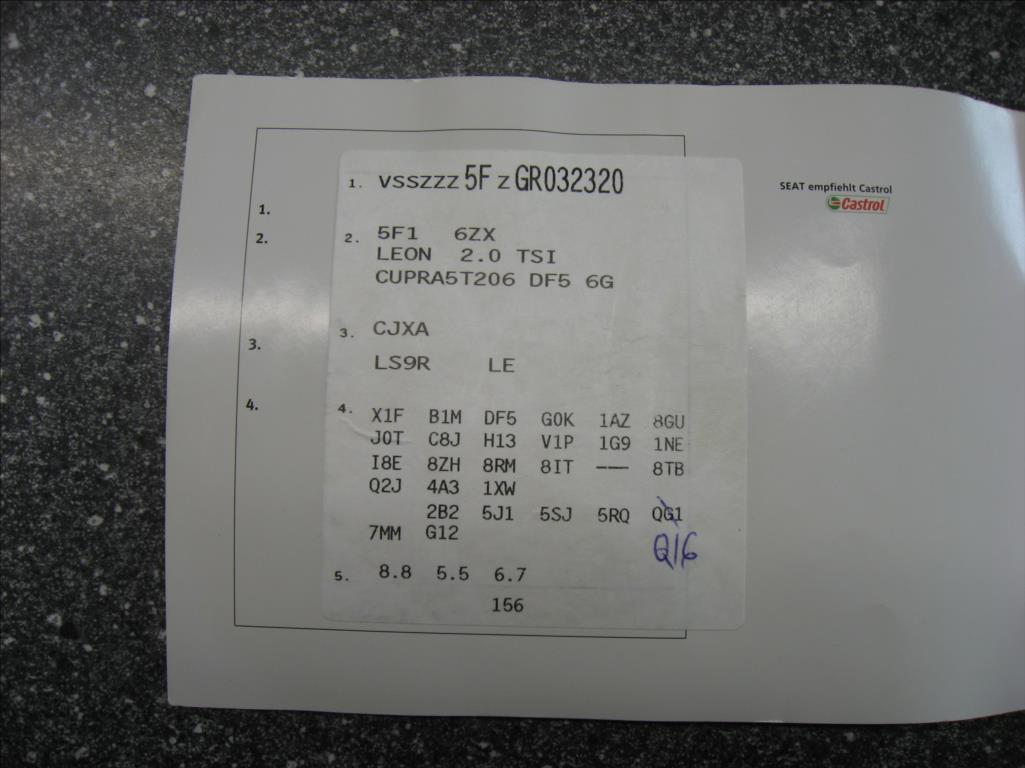 1. VSSZZZ 5F Z GR032320
1.
2.
2. 5F1 6ZX
LEON 2.0 TSI
CUPRA5T206 DF5 6G
3. CJXA
3.
LS9R LE
4.
4. X1F B1M DF5 G0K 1AZ 8GU
J0T C8J H13 V1P 1G9 1NE
I8E 8ZH 8RM 8IT --- 8TB
Q2J 4A3 1XW
2B2 5J1 5SJ 5RQ QG1
7MM G12
Q16
5. 8.8 5.5 6.7
156
SEAT empfiehlt Castrol
Castrol